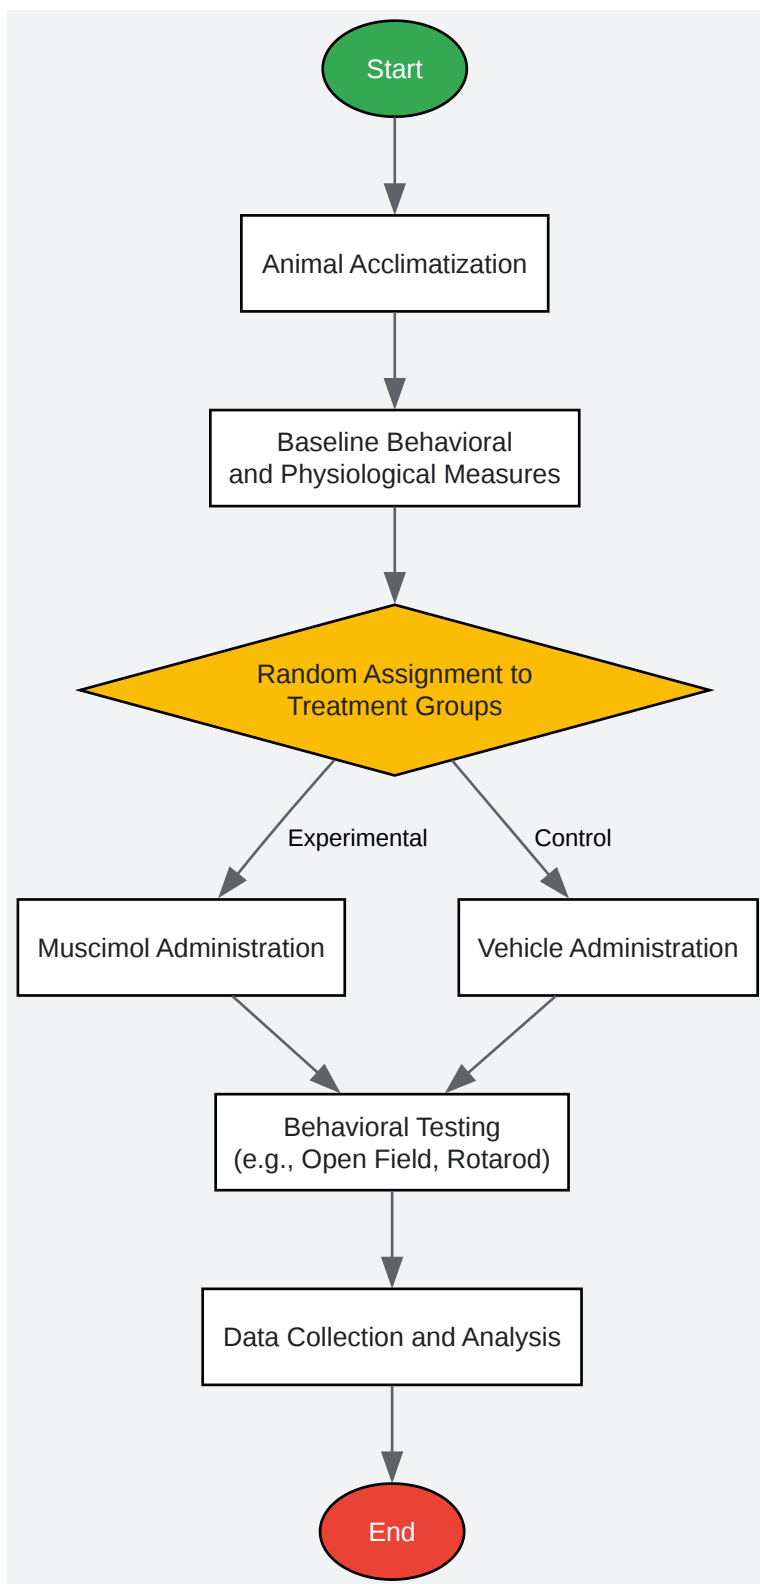 Start
Animal Acclimatization
Baseline Behavioral
and Physiological Measures
Random Assignment to
Treatment Groups
Experimental
Control
Muscimol Administration
Vehicle Administration
Behavioral Testing
(e.g., Open Field, Rotarod)
Data Collection and Analysis
End